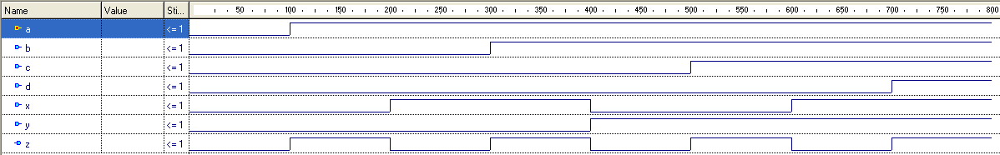 Name Value Sti... 50 100 150 200 250 300 350 400 450 500 550 600 650 700 750 800
a <= 1
b <= 1
c <= 1
d <= 1
x <= 1
y <= 1
z <= 1